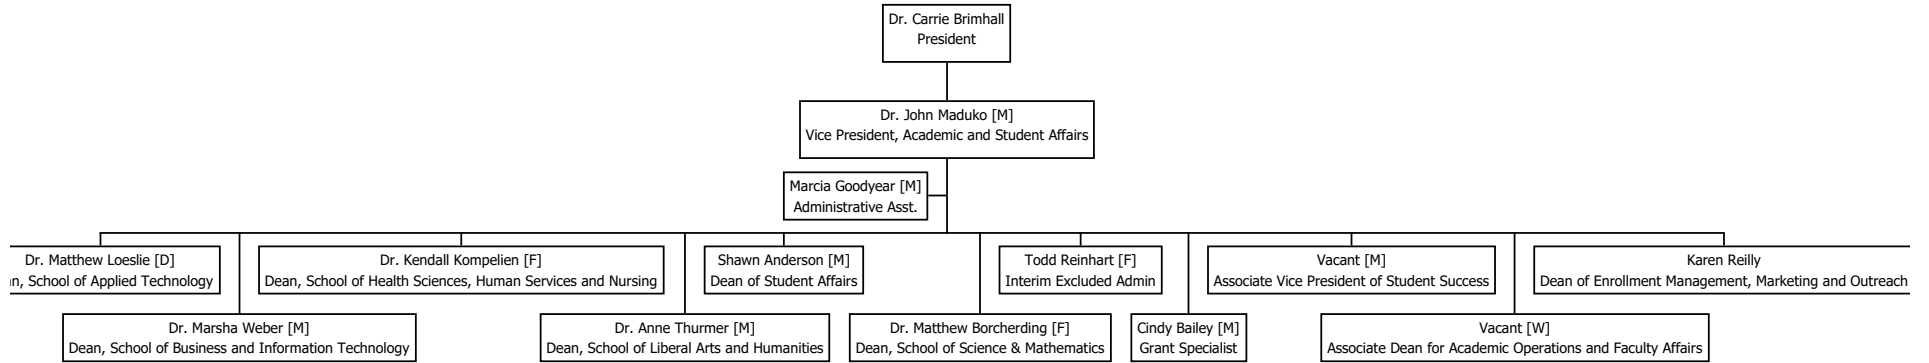 Dr. Carrie Brimhall
President
Dr. John Maduko [M]
Vice President, Academic and Student Affairs
Marcia Goodyear [M]
Administrative Asst.
Dr. Matthew Loeslie [D]
n, School of Applied Technology
Dr. Kendall Kompelien [F]
Dean, School of Health Sciences, Human Services and Nursing
Shawn Anderson [M]
Dean of Student Affairs
Todd Reinhart [F]
Interim Excluded Admin
Vacant [M]
Associate Vice President of Student Success
Karen Reilly
Dean of Enrollment Management, Marketing and Outreach
Dr. Marsha Weber [M]
Dean, School of Business and Information Technology
Dr. Anne Thurmer [M]
Dean, School of Liberal Arts and Humanities
Dr. Matthew Borcherding [F]
Dean, School of Science & Mathematics
Cindy Bailey [M]
Grant Specialist
Vacant [W]
Associate Dean for Academic Operations and Faculty Affairs